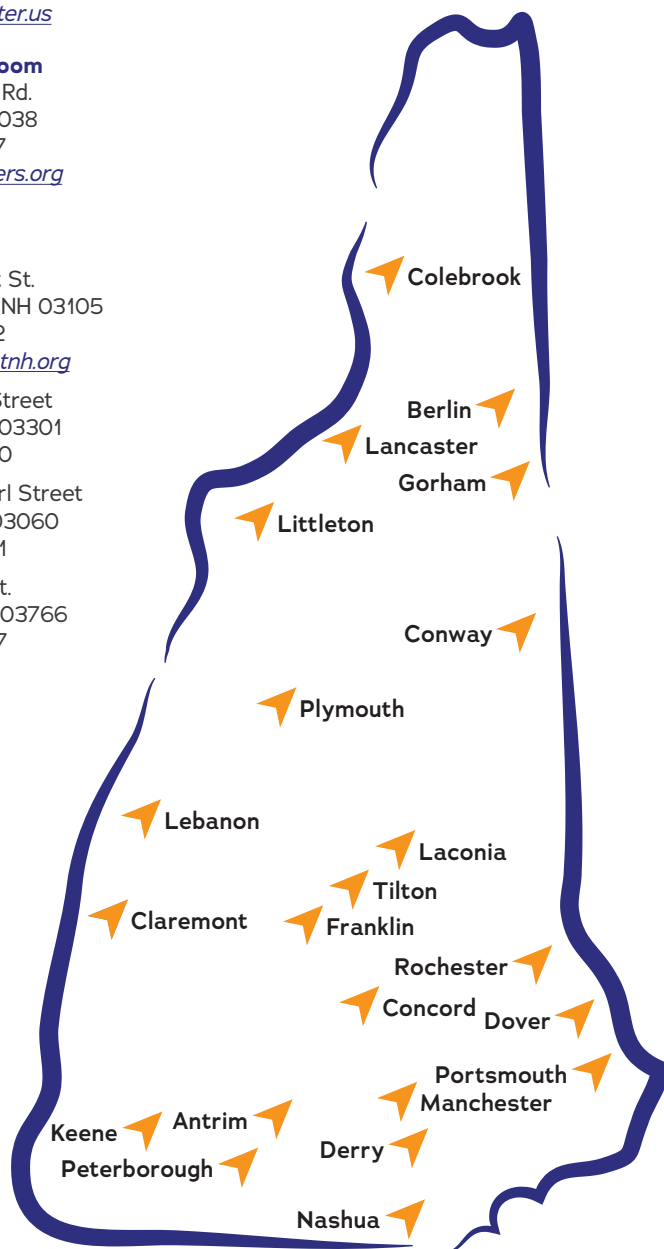 ter.us
oom
Rd.
038
7
ers.org
St.
NH 03105
2
tnh.org
Street
03301
0
rl Street
03060
1
t.
03766
7
Colebrook
Berlin
Lancaster
Gorham
Littleton
Conway
Plymouth
Lebanon
Laconia
Tilton
Claremont
Franklin
Rochester
Concord
Dover
Portsmouth
Manchester
Keene
Antrim
Derry
Peterborough
Nashua